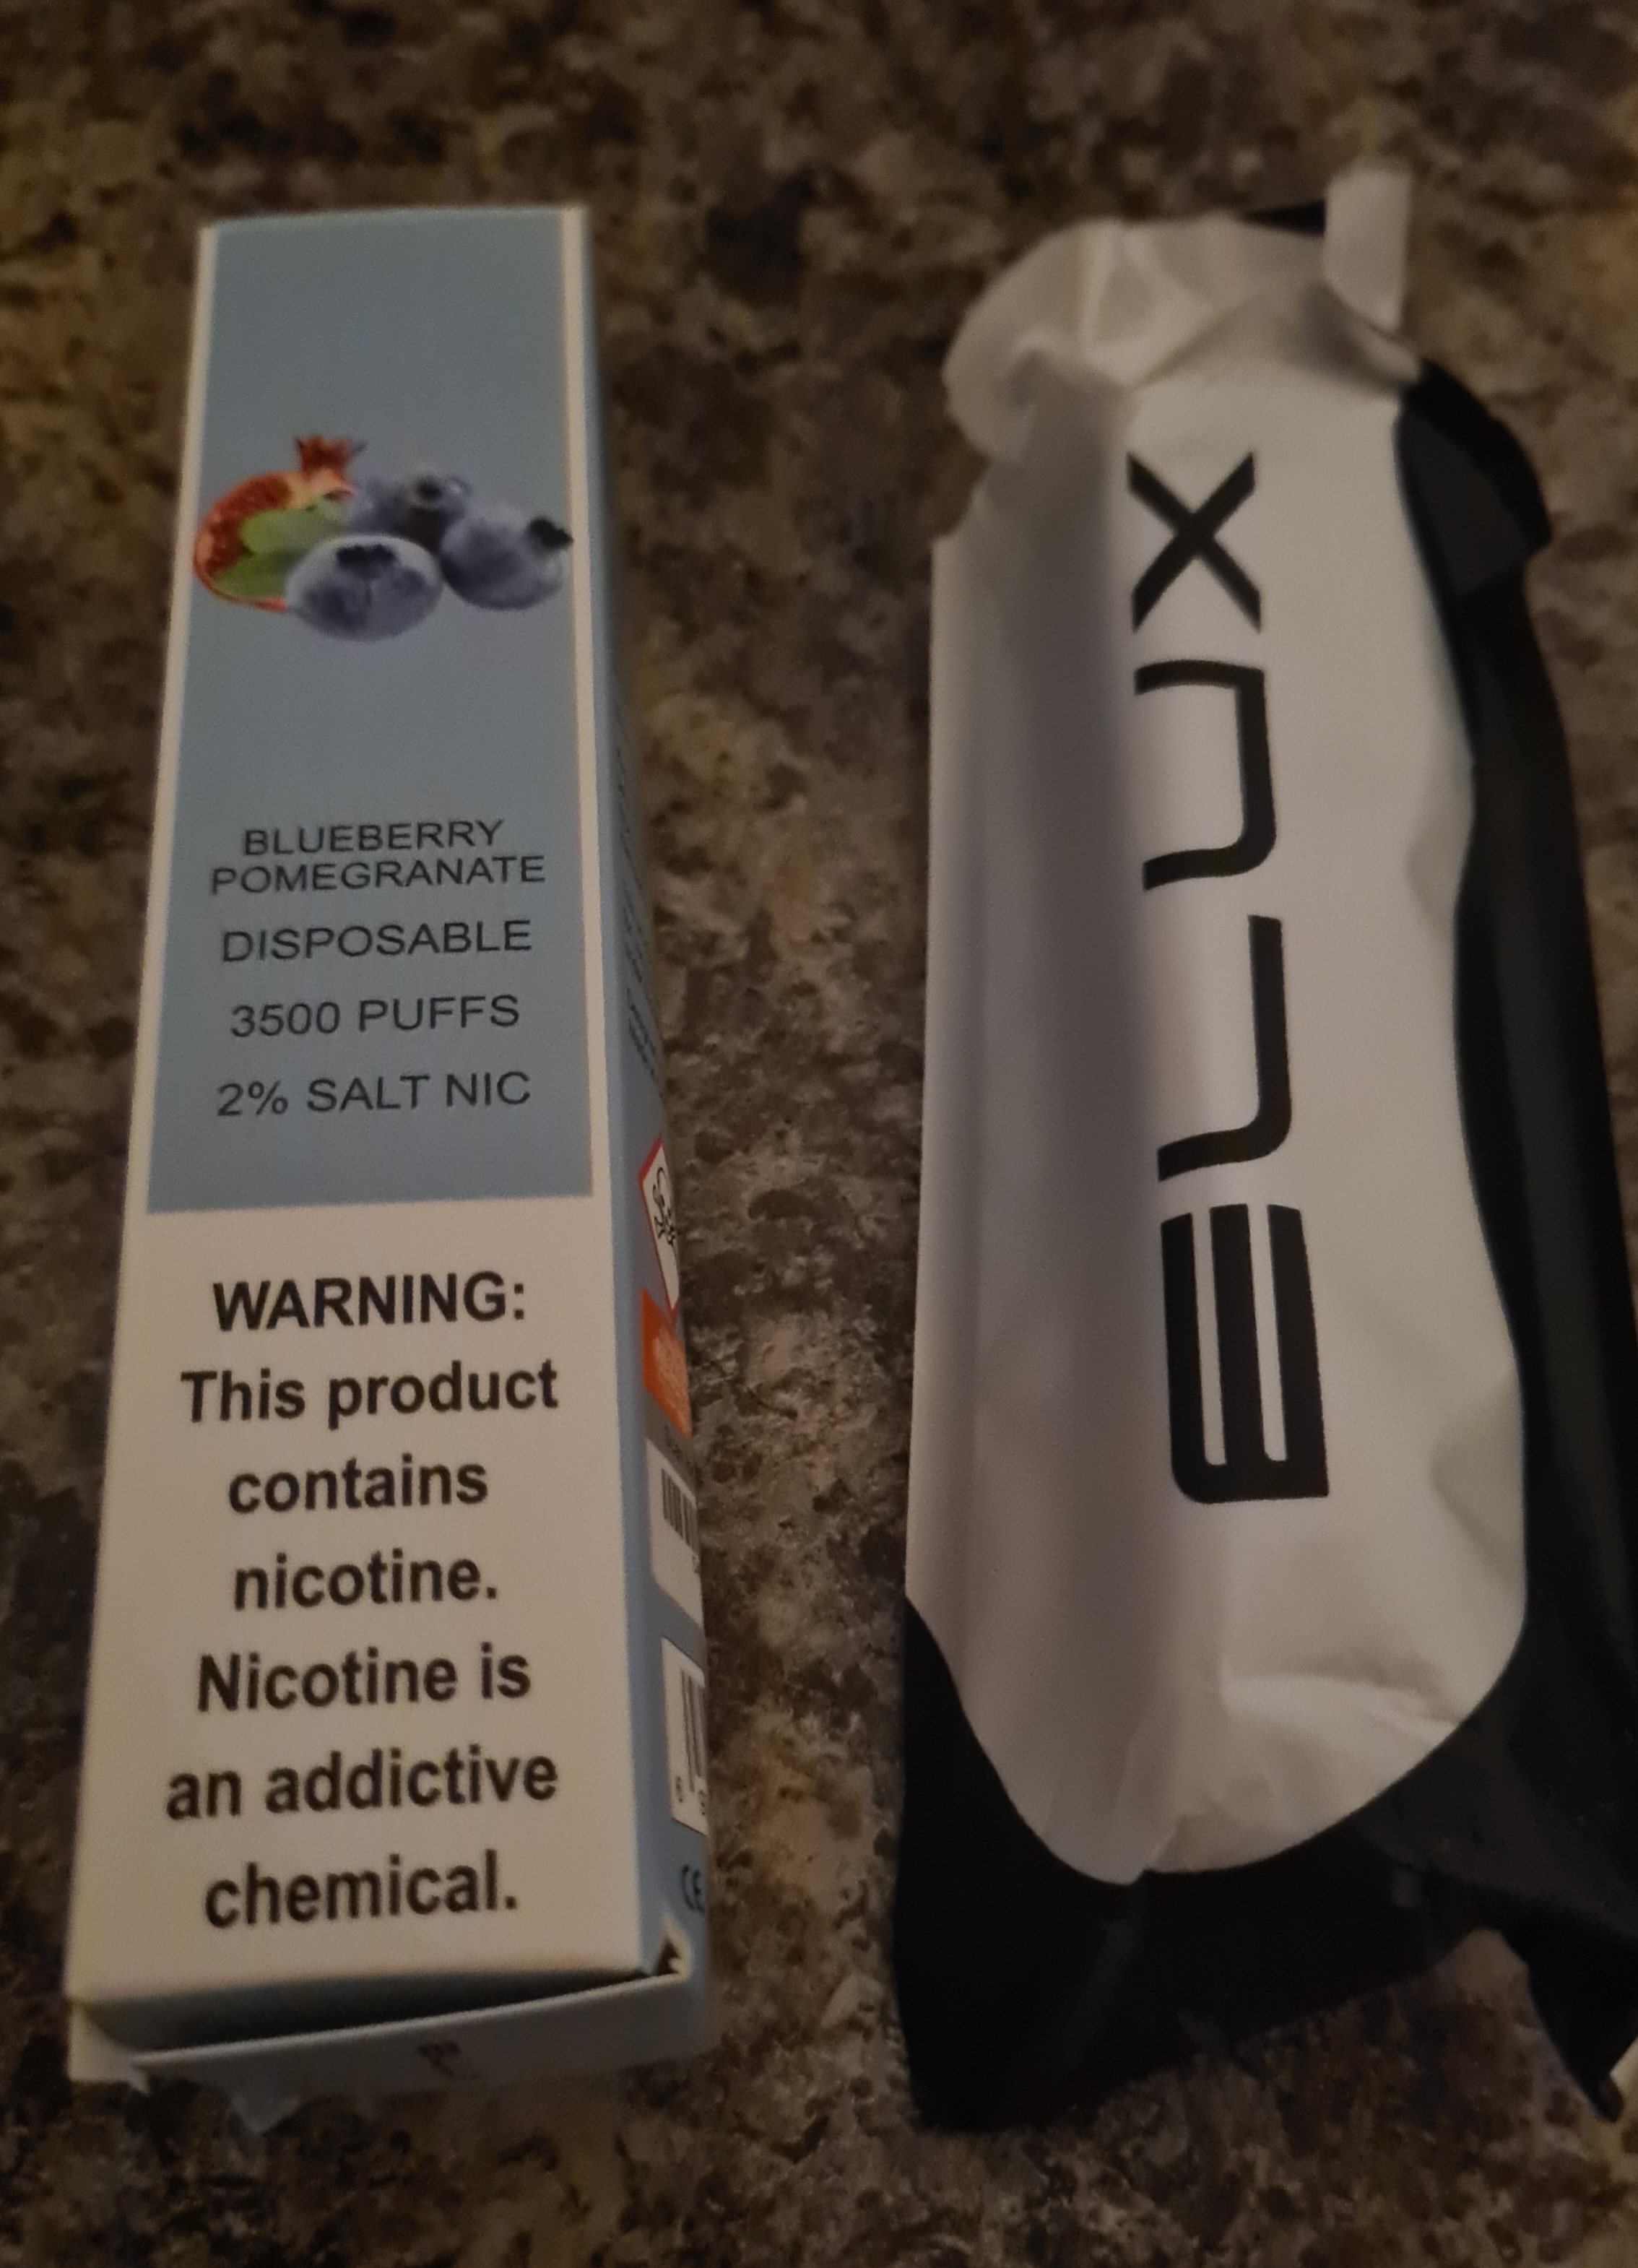 BLUEBERRY
POMEGRANATE
DISPOSABLE
3500 PUFFS
2% SALT NIC
WARNING:
This product
contains
nicotine.
Nicotine is
an addictive
chemical.
CE
ELUX